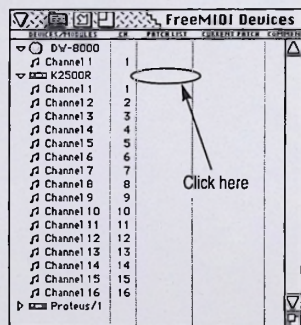 FreeMIDI Devices
DEVICES/MODULES CH PATCH LIST CURRENT PATCH COMMEN
DW-8000
Channel 1 1
K2500R
Channel 1 1
Channel 2 2
Channel 3 3
Channel 4 4
Channel 5 5
Channel 6 6
Channel 7 7
Channel 8 8
Channel 9 9
Channel 10 10
Channel 11 11
Channel 12 12
Channel 13 13
Channel 14 14
Channel 15 15
Channel 16 16
Proteus/1
Click here